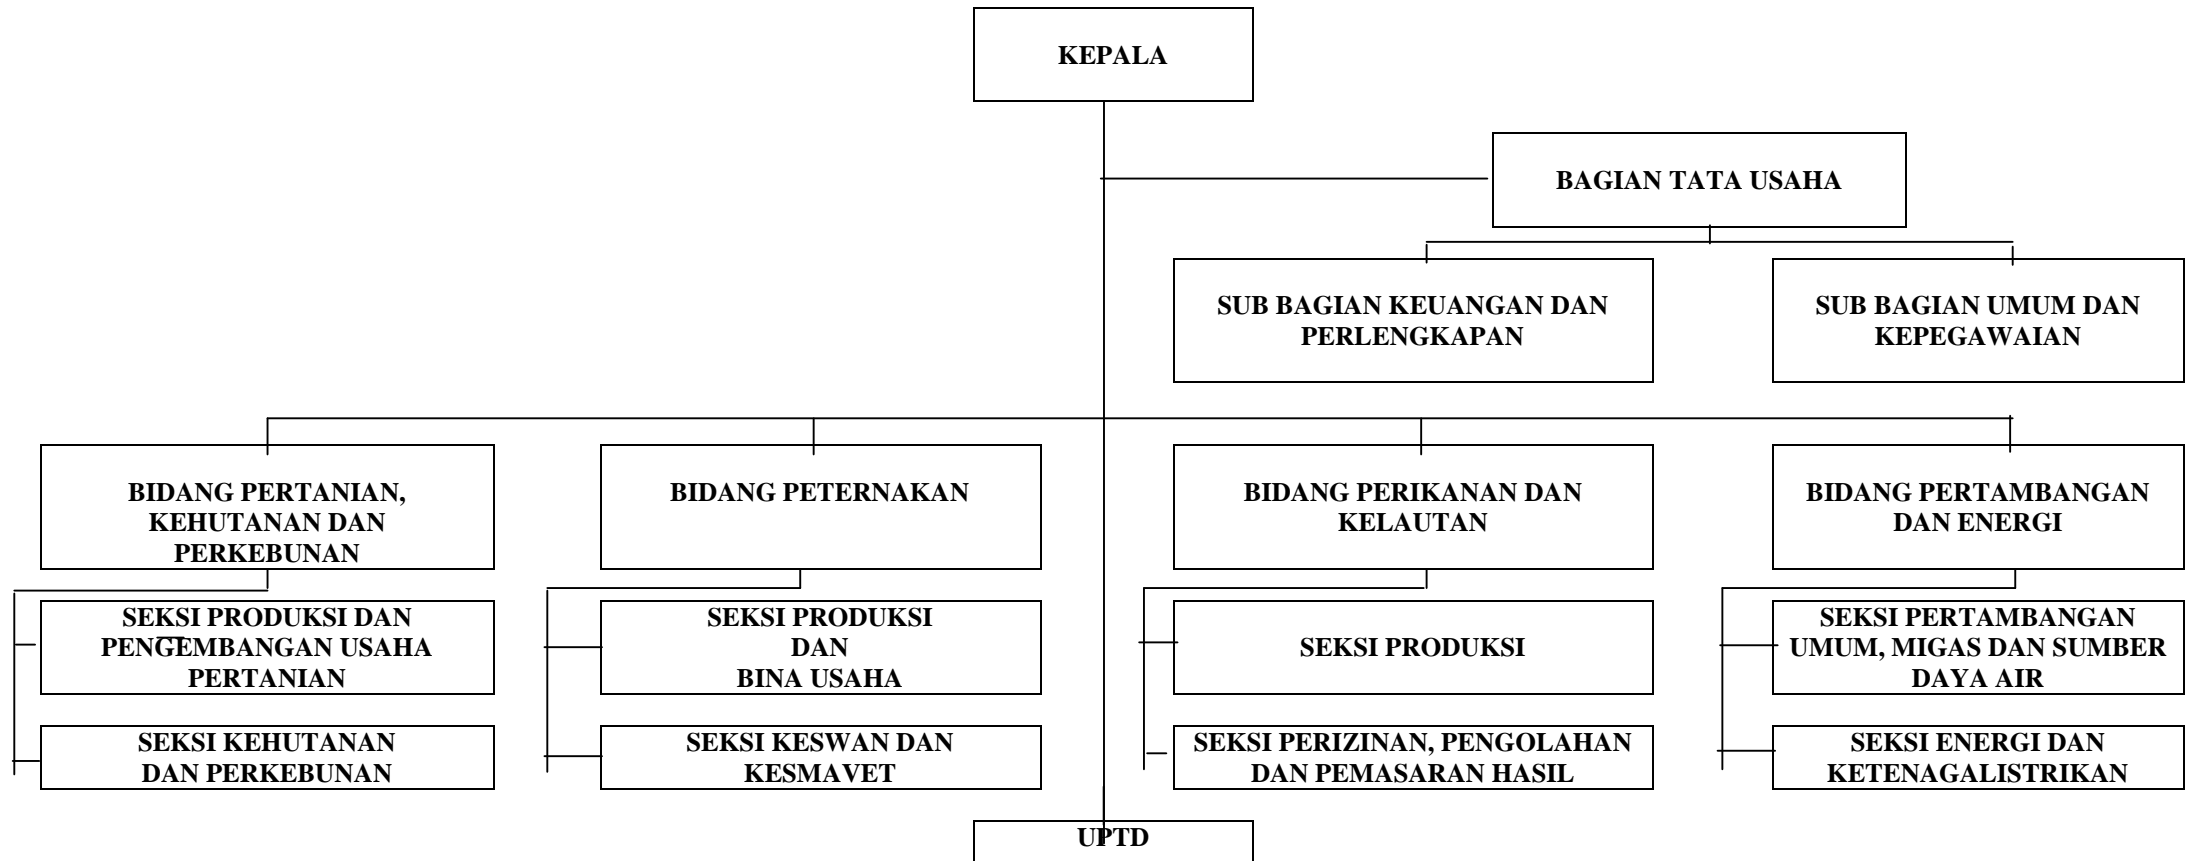 KEPALA
BAGIAN TATA USAHA
SUB BAGIAN KEUANGAN DAN
PERLENGKAPAN
SUB BAGIAN UMUM DAN
KEPEGAWAIAN
BIDANG PERTANIAN,
KEHUTANAN DAN
PERKEBUNAN
BIDANG PETERNAKAN
BIDANG PERIKANAN DAN
KELAUTAN
BIDANG PERTAMBANGAN
DAN ENERGI
SEKSI PRODUKSI DAN
PENGEMBANGAN USAHA
PERTANIAN
SEKSI PRODUKSI
DAN
BINA USAHA
SEKSI PRODUKSI
SEKSI PERTAMBANGAN
UMUM, MIGAS DAN SUMBER
DAYA AIR
SEKSI KEHUTANAN
DAN PERKEBUNAN
SEKSI KESWAN DAN
KESMAVET
SEKSI PERIZINAN, PENGOLAHAN
DAN PEMASARAN HASIL
SEKSI ENERGI DAN
KETENAGALISTRIKAN
UPTD